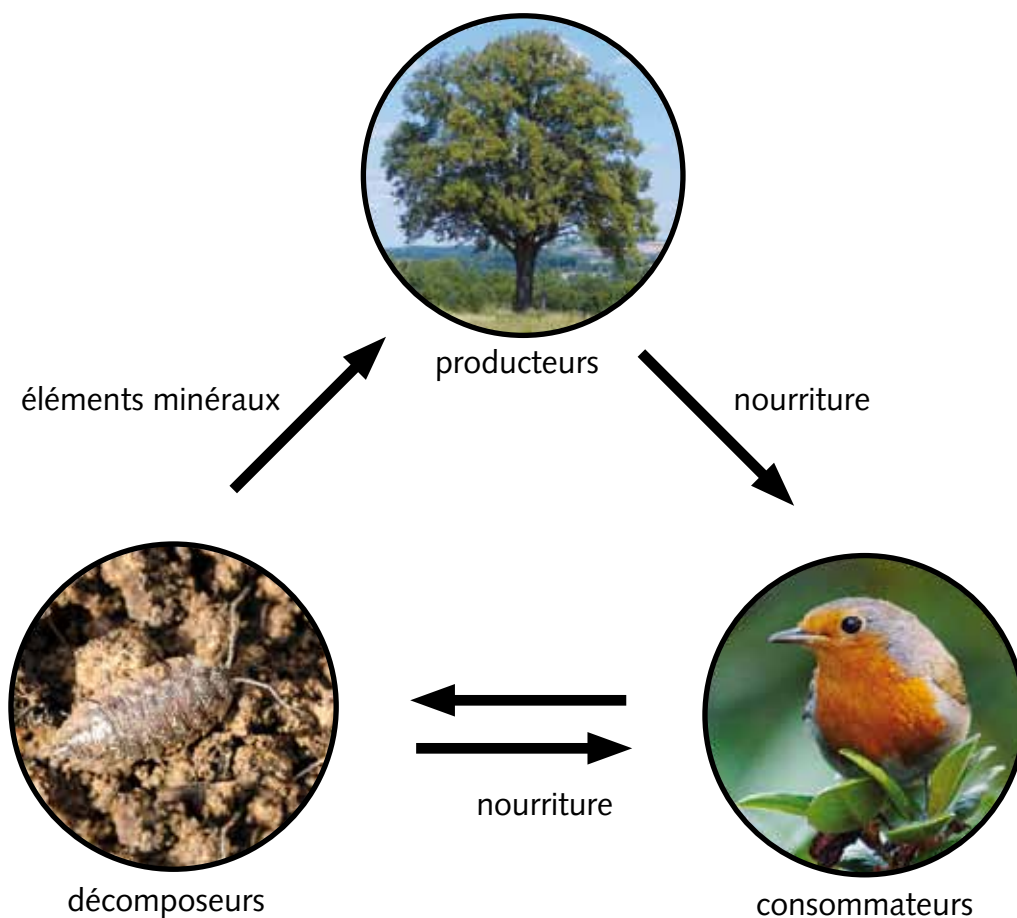 producteurs
éléments minéraux
nourriture
nourriture
décomposeurs
consommateurs